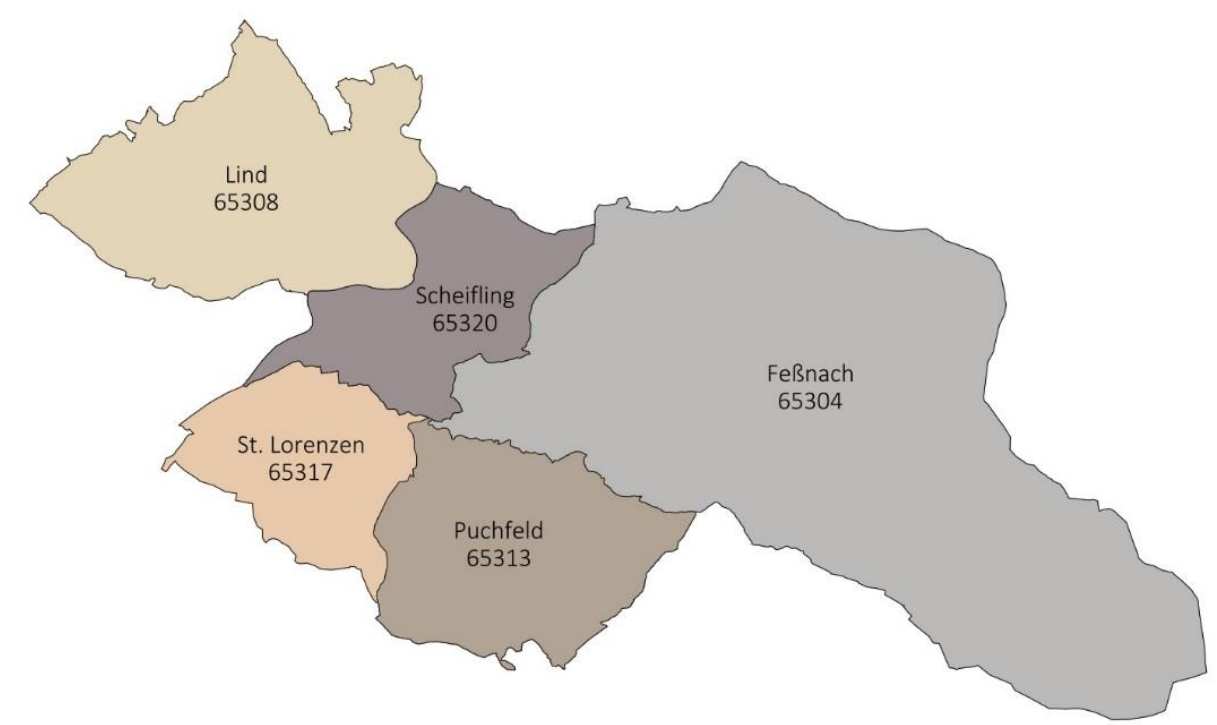 Lind
65308
Scheifling
65320
Feßnach
65304
St. Lorenzen
65317
Puchfeld
65313